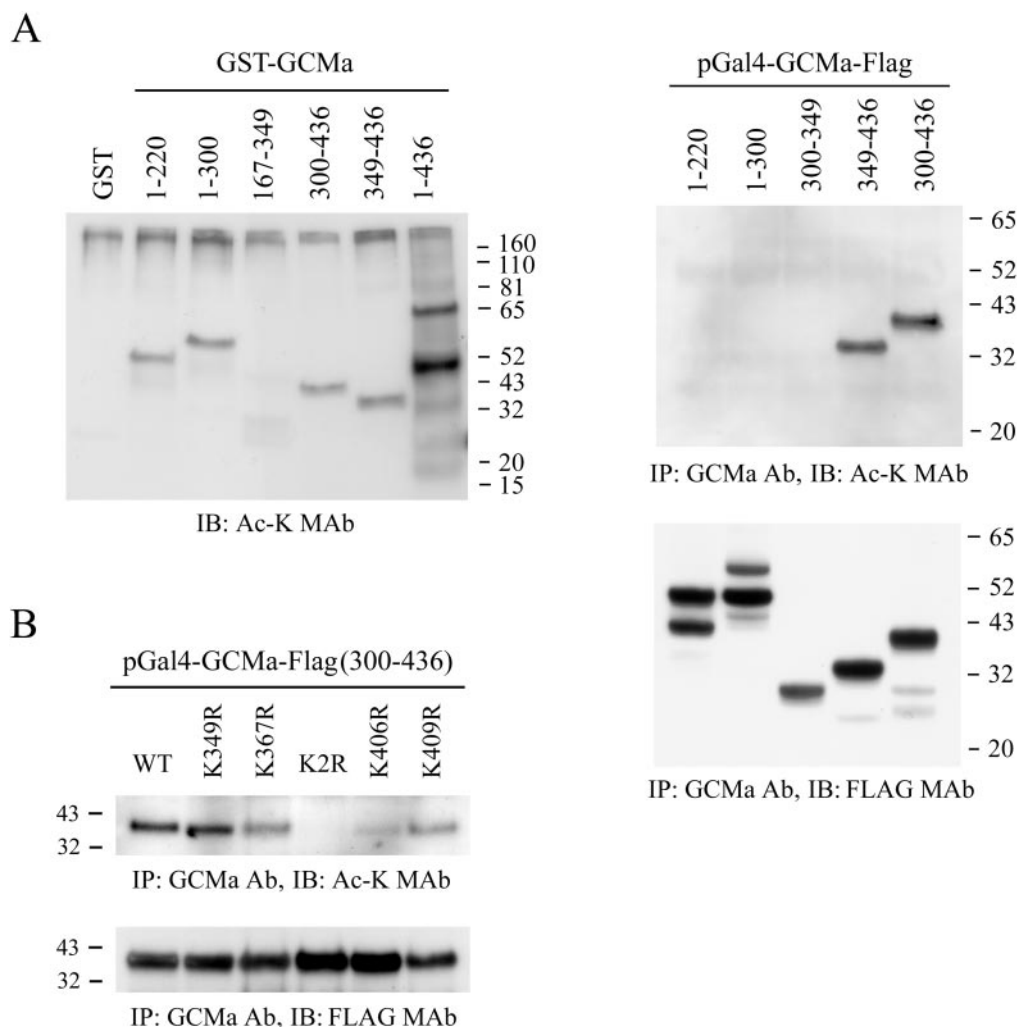 A
GST-GCMa
GST
1-220
1-300
167-349
300-436
349-436
1-436
- 160
- 110
- 81
- 65
- 52
- 43
- 32
- 20
- 15
IB: Ac-K MAb
pGal4-GCMa-Flag
1-220
1-300
300-349
349-436
300-436
- 65
- 52
- 43
- 32
- 20
IP: GCMa Ab, IB: Ac-K MAb
- 65
- 52
- 43
- 32
- 20
IP: GCMa Ab, IB: FLAG MAb
B
pGal4-GCMa-Flag(300-436)
WT
K349R
K367R
K2R
K406R
K409R
43 -
32 -
IP: GCMa Ab, IB: Ac-K MAb
43 -
32 -
IP: GCMa Ab, IB: FLAG MAb